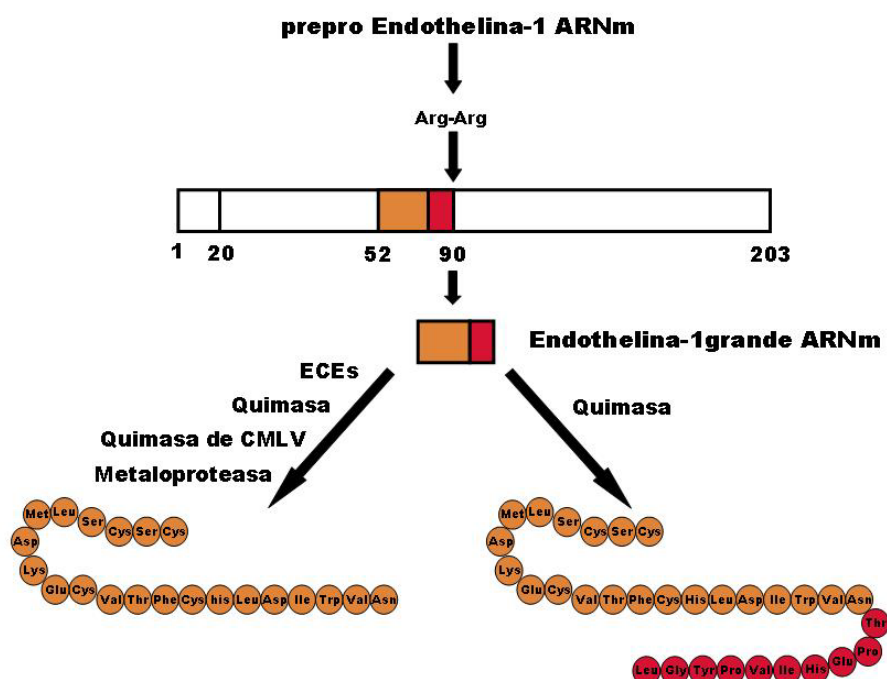 prepro Endothelina-1 ARNm
Arg-Arg
1 20 52 90 203
Endothelina-1grande ARNm
ECEs
Quimasa
Quimasa de CMLV
Metaloproteasa
Quimasa
Met Leu Ser Cys Ser Cys
Asp
Lys
Glu Cys Val Thr Phe Cys his Leu Asp Ile Trp Val Asn
Met Leu Ser Cys Ser Cys
Asp
Lys
Glu Cys Val Thr Phe Cys His Leu Asp Ile Trp Val Asn
Thr
Pro
Leu Gly Tyr Pro Val Ile His Glu